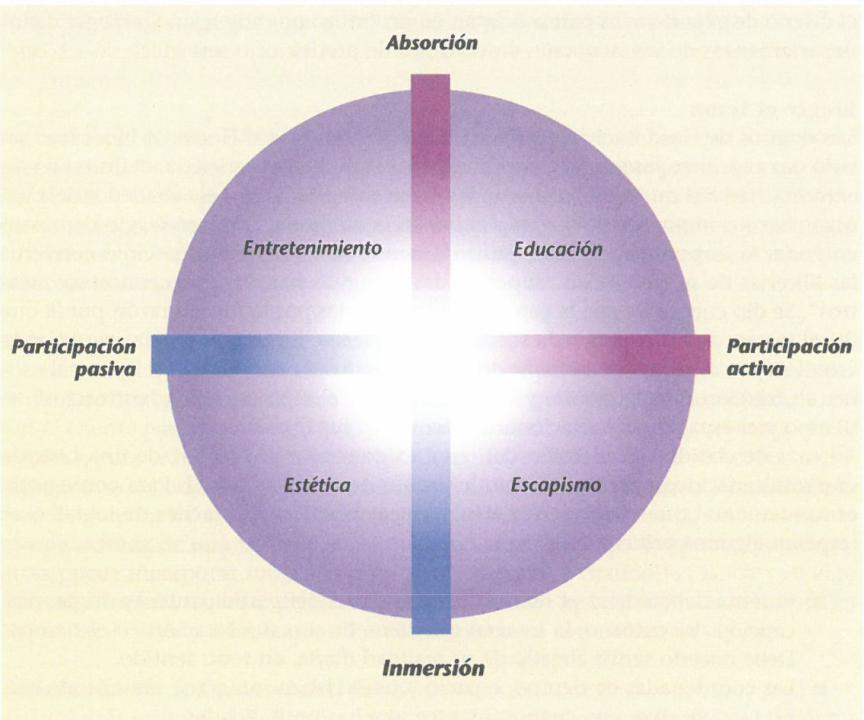 Absorción
Entretenimiento
Educación
Participación
pasiva
Participación
activa
Estética
Escapismo
Inmersión